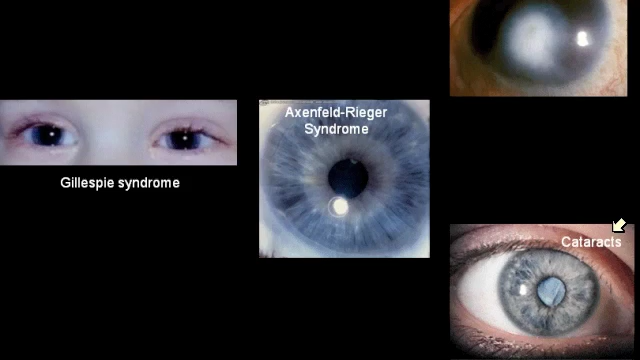 Axenfeld-Rieger
Syndrome
Gillespie syndrome
Cataracts